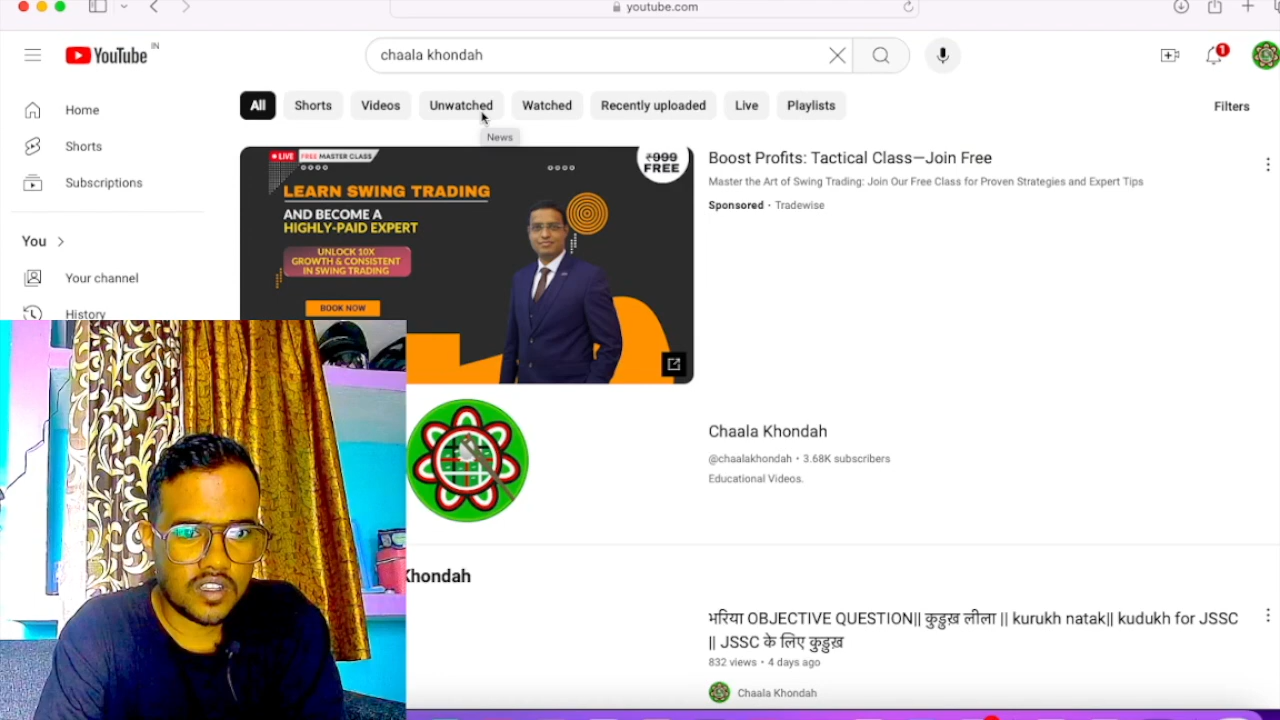 youtube.com
YouTube IN
chaala khondah
1
All
Shorts
Videos
Unwatched
Watched
Recently uploaded
Live
Playlists
Filters
News
Home
Shorts
Subscriptions
You
Your channel
History
LIVE FREE MASTER CLASS
₹999
FREE
LEARN SWING TRADING
AND BECOME A
HIGHLY-PAID EXPERT
UNLOCK 10X
GROWTH & CONSISTENT
IN SWING TRADING
BOOK NOW
Boost Profits: Tactical Class—Join Free
Master the Art of Swing Trading: Join Our Free Class for Proven Strategies and Expert Tips
Sponsored • Tradewise
Chaala Khondah
@chaalakhondah • 3.68K subscribers
Educational Videos.
Khondah
भरिया OBJECTIVE QUESTION|| कुड़ुख़ लीला || kurukh natak|| kudukh for JSSC
|| JSSC के लिए कुड़ुख़
832 views • 4 days ago
Chaala Khondah